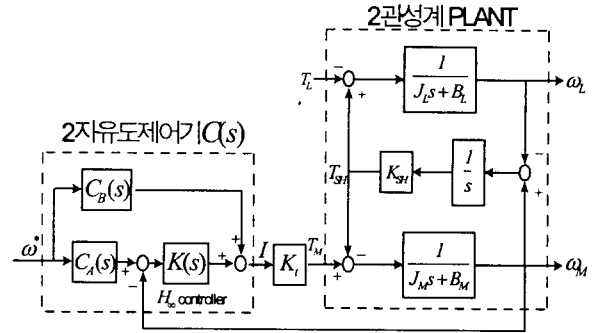 2관성계 PLANT
T_L
−
+
1
J_L s + B_L
ω_L
2자유도제어기 C(s)
T_SH
K_SH
1
s
−
+
C_B(s)
ω*
C_A(s)
+
−
K(s)
+
+
I
K_t
T_M
+
−
1
J_M s + B_M
ω_M
H∞ controller